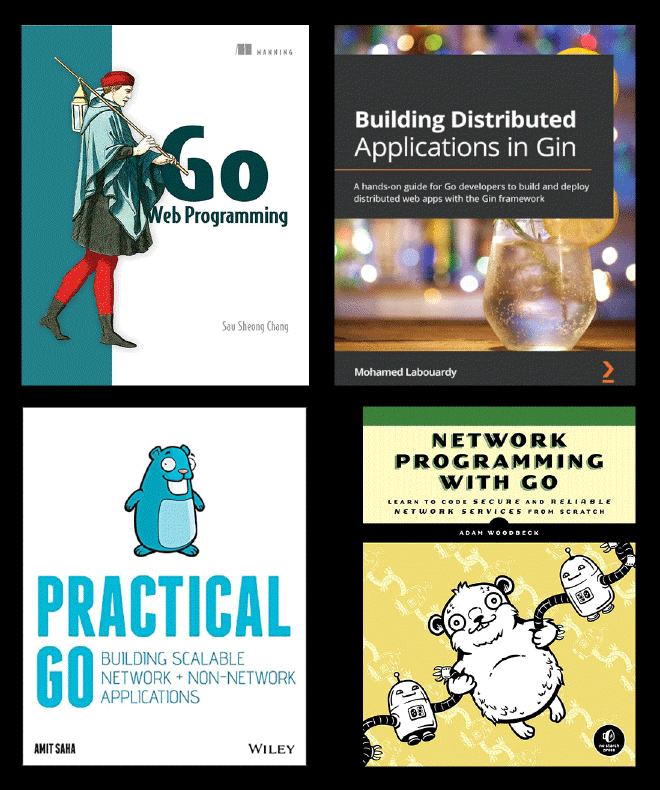 MANNING
Go
Web Programming
Sau Sheong Chang
Building Distributed
Applications in Gin
A hands-on guide for Go developers to build and deploy
distributed web apps with the Gin framework
Mohamed Labouardy
PRACTICAL
GO
BUILDING SCALABLE
NETWORK + NON-NETWORK
APPLICATIONS
AMIT SAHA
WILEY
NETWORK
PROGRAMMING
WITH GO
LEARN TO CODE SECURE AND RELIABLE
NETWORK SERVICES FROM SCRATCH
ADAM WOODBECK
no starch
press